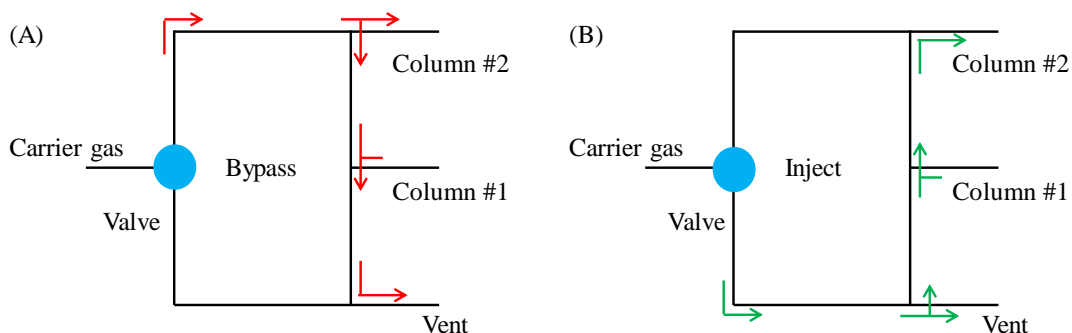 (A)
Column #2
Carrier gas
Bypass
Column #1
Valve
Vent
(B)
Column #2
Carrier gas
Inject
Column #1
Valve
Vent